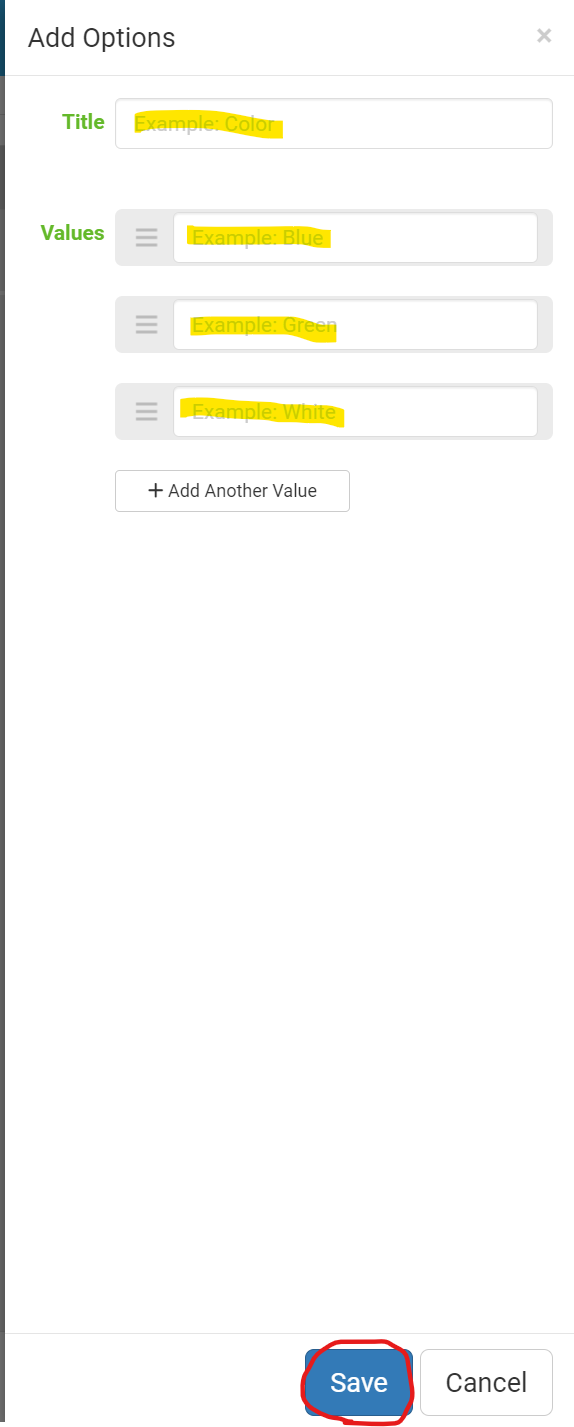 Add Options
×
Title
Example: Color
Values
Example: Blue
Example: Green
Example: White
+ Add Another Value
Save
Cancel